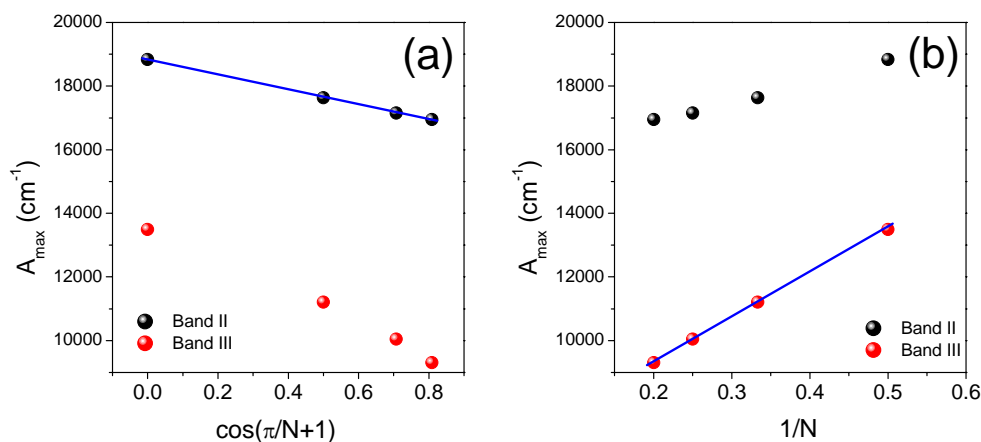 (a)
20000
18000
16000
14000
12000
10000
A_max (cm^-1)
Band II
Band III
0.0 0.2 0.4 0.6 0.8
cos(π/N+1)
(b)
20000
18000
16000
14000
12000
10000
A_max (cm^-1)
Band II
Band III
0.2 0.3 0.4 0.5 0.6
1/N